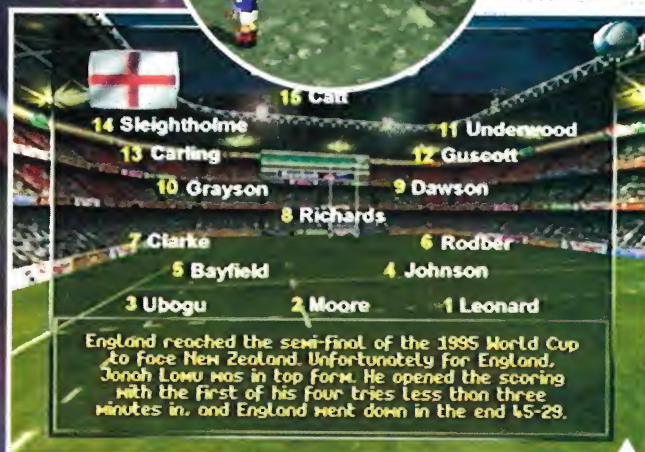 15 Catt
14 Sleightholme 11 Underwood
13 Carling 12 Guscott
10 Grayson 9 Dawson
8 Richards
7 Clarke 6 Rodber
5 Bayfield 4 Johnson
3 Ubogu 2 Moore 1 Leonard
England reached the semi-final of the 1995 World Cup
to face New Zealand. Unfortunately for England,
Jonah Lomu was in top form. He opened the scoring
with the first of his four tries less than three
minutes in, and England went down in the end 45-29.